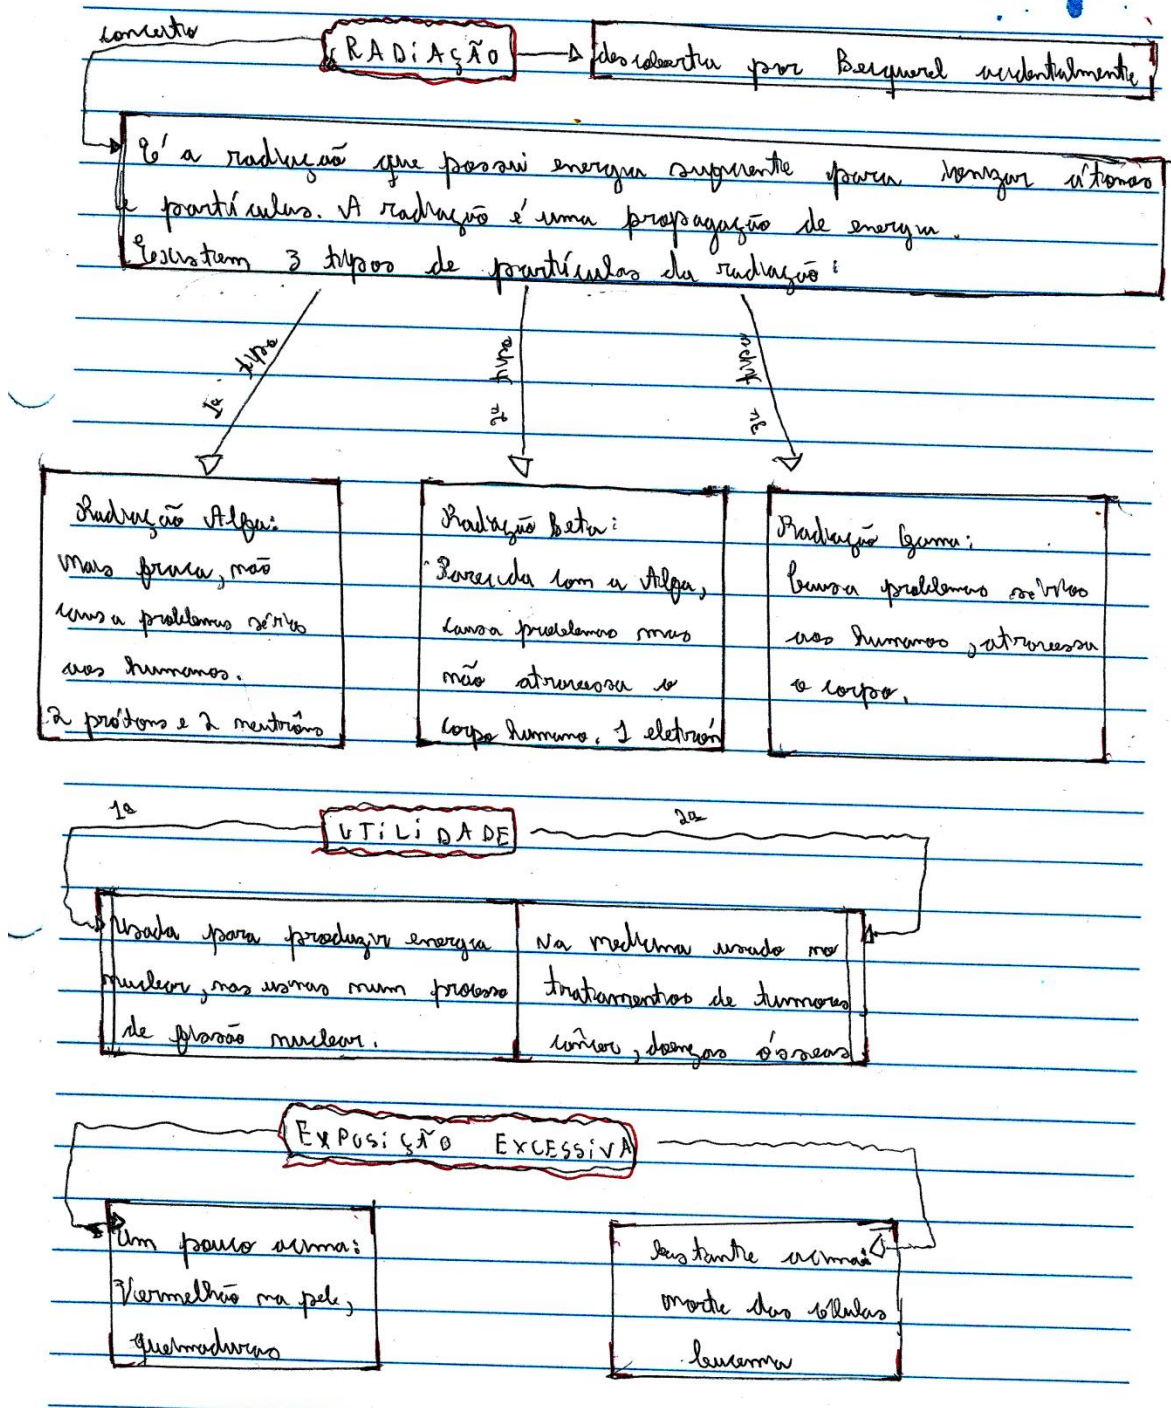 conceito
RADIAÇÃO
descoberta por Becquerel acidentalmente
É a radiação que possui energia suficiente para ionizar átomos
e partículas. A radiação é uma propagação de energia.
Existem 3 tipos de partículas da radiação:
1º tipo
2º tipo
3º tipo
Radiação Alfa:
mais fraca, não
causa problemas sérios
aos humanos.
2 prótons e 2 neutrôns
Radiação Beta:
Parecida com a Alfa,
causa problemas mas
não atravessa o
corpo humano. 1 eletrón
Radiação Gama:
Causa problemas sérios
aos humanos, atravessa
o corpo.
UTILIDADE
1º
2º
Usada para produzir energia
nuclear, nas usinas num processo
de fissão nuclear.
Na medicina usado no
tratamentos de tumores
câncer, doenças ósseas
EXPOSIÇÃO EXCESSIVA
Um pouco acima:
Vermelhão na pele,
queimaduras
Bastante acima:
morte das células
leucemia